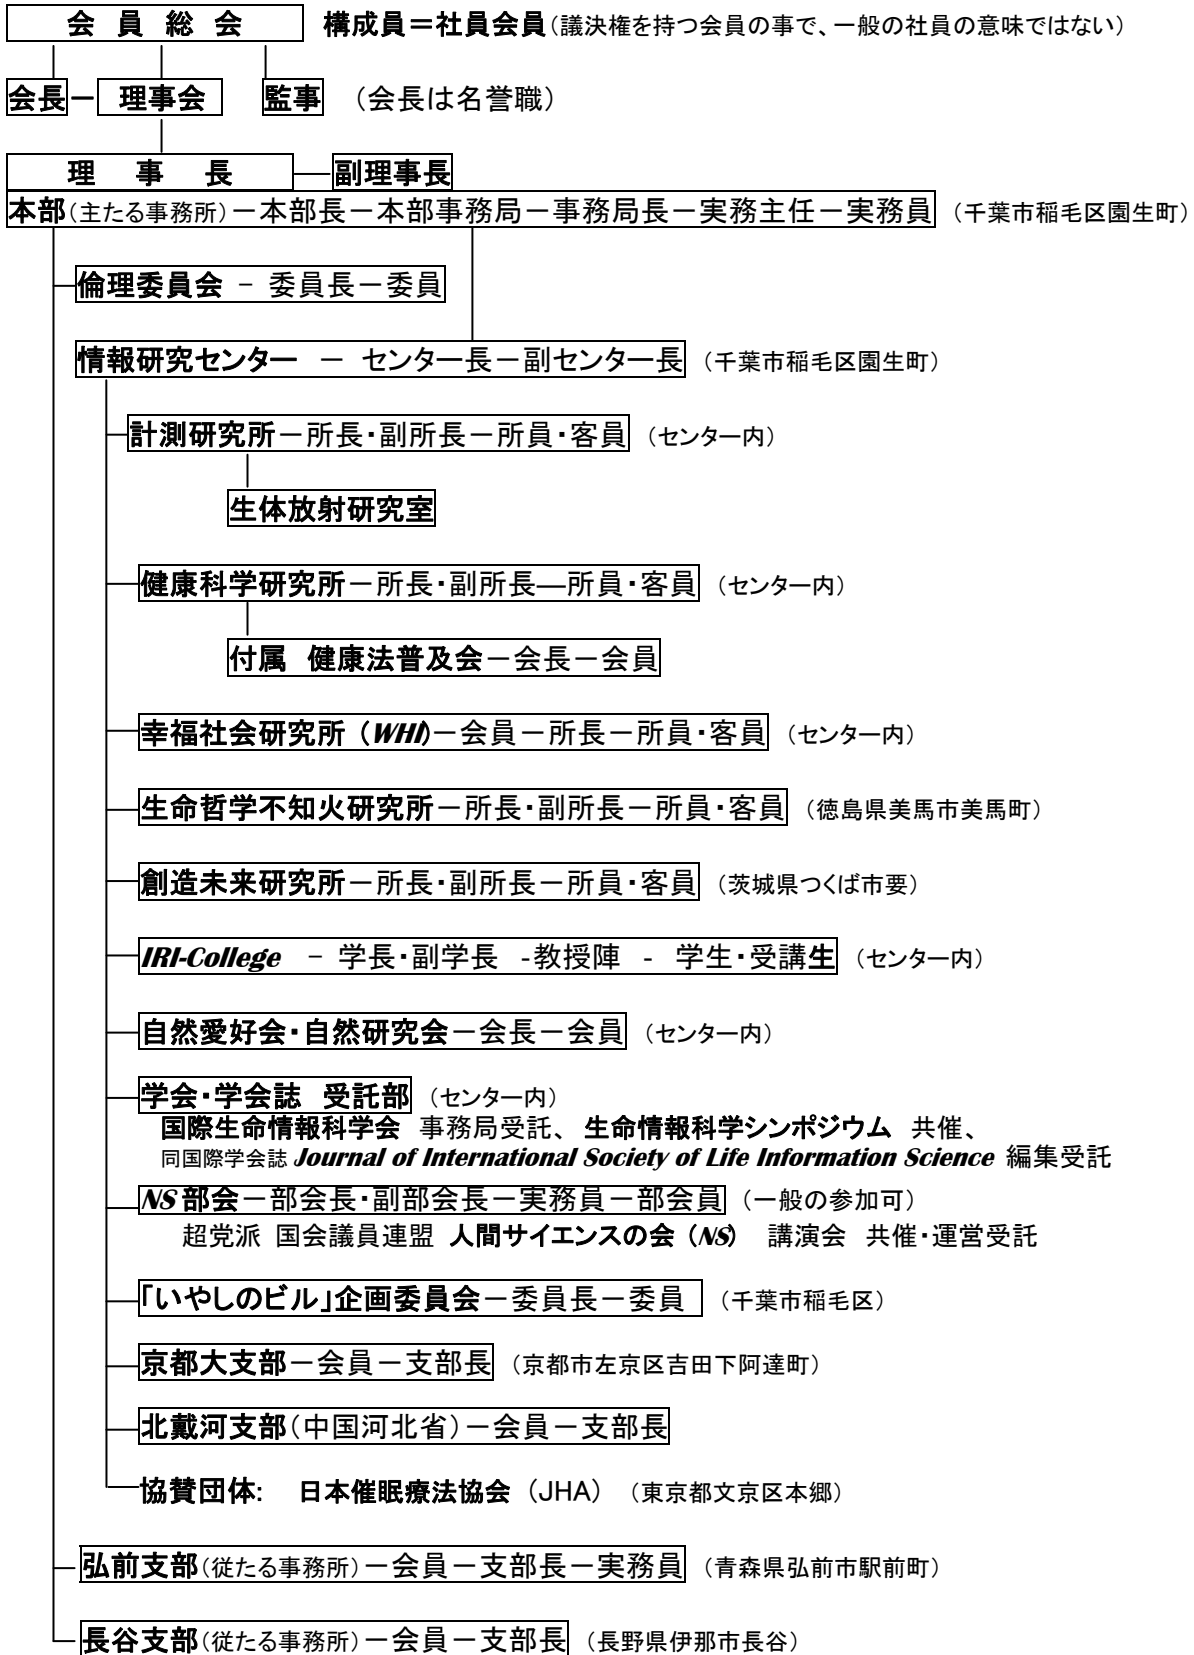 会 員 総 会 構成員＝社員会員(議決権を持つ会員の事で、一般の社員の意味ではない)
会長－ 理事会 監事 （会長は名誉職）
理 事 長 副理事長
本部(主たる事務所)－本部長－本部事務局－事務局長－実務主任－実務員 （千葉市稲毛区園生町）
倫理委員会 － 委員長－委員
情報研究センター － センター長－副センター長 （千葉市稲毛区園生町）
計測研究所－所長・副所長－所員・客員 （センター内）
生体放射研究室
健康科学研究所－所長・副所長―所員・客員 （センター内）
付属 健康法普及会－会長－会員
幸福社会研究所（WHI）－会員－所長－所員・客員 （センター内）
生命哲学不知火研究所－所長・副所長－所員・客員 （徳島県美馬市美馬町）
創造未来研究所－所長・副所長－所員・客員 （茨城県つくば市要）
IRI-College － 学長・副学長 -教授陣 - 学生・受講生 （センター内）
自然愛好会・自然研究会－会長－会員 （センター内）
学会・学会誌 受託部 （センター内）
国際生命情報科学会 事務局受託、生命情報科学シンポジウム 共催、
同国際学会誌 Journal of International Society of Life Information Science 編集受託
NS 部会－部会長・副部会長－実務員－部会員 （一般の参加可）
超党派 国会議員連盟 人間サイエンスの会（NS） 講演会 共催・運営受託
「いやしのビル」企画委員会－委員長－委員 （千葉市稲毛区）
京都大支部－会員－支部長 （京都市左京区吉田下阿達町）
北戴河支部(中国河北省)－会員－支部長
協賛団体: 日本催眠療法協会（JHA）（東京都文京区本郷）
弘前支部(従たる事務所)－会員－支部長－実務員 （青森県弘前市駅前町）
長谷支部(従たる事務所)－会員－支部長 （長野県伊那市長谷）